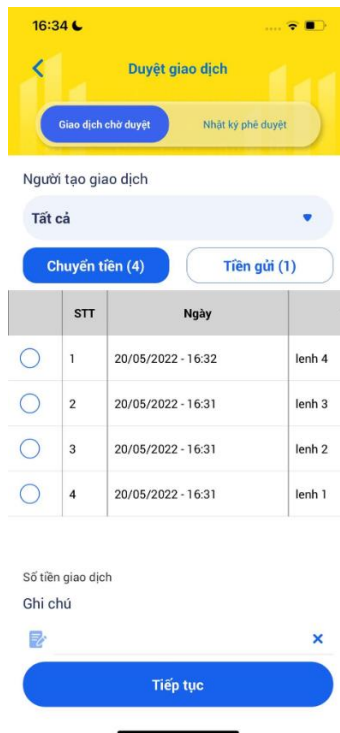 16:34
Duyệt giao dịch
Giao dịch chờ duyệt Nhật ký phê duyệt
Người tạo giao dịch
Tất cả
Chuyển tiền (4) Tiền gửi (1)
STT Ngày
1 20/05/2022 - 16:32 lenh 4
2 20/05/2022 - 16:31 lenh 3
3 20/05/2022 - 16:31 lenh 2
4 20/05/2022 - 16:31 lenh 1
Số tiền giao dịch
Ghi chú
Tiếp tục